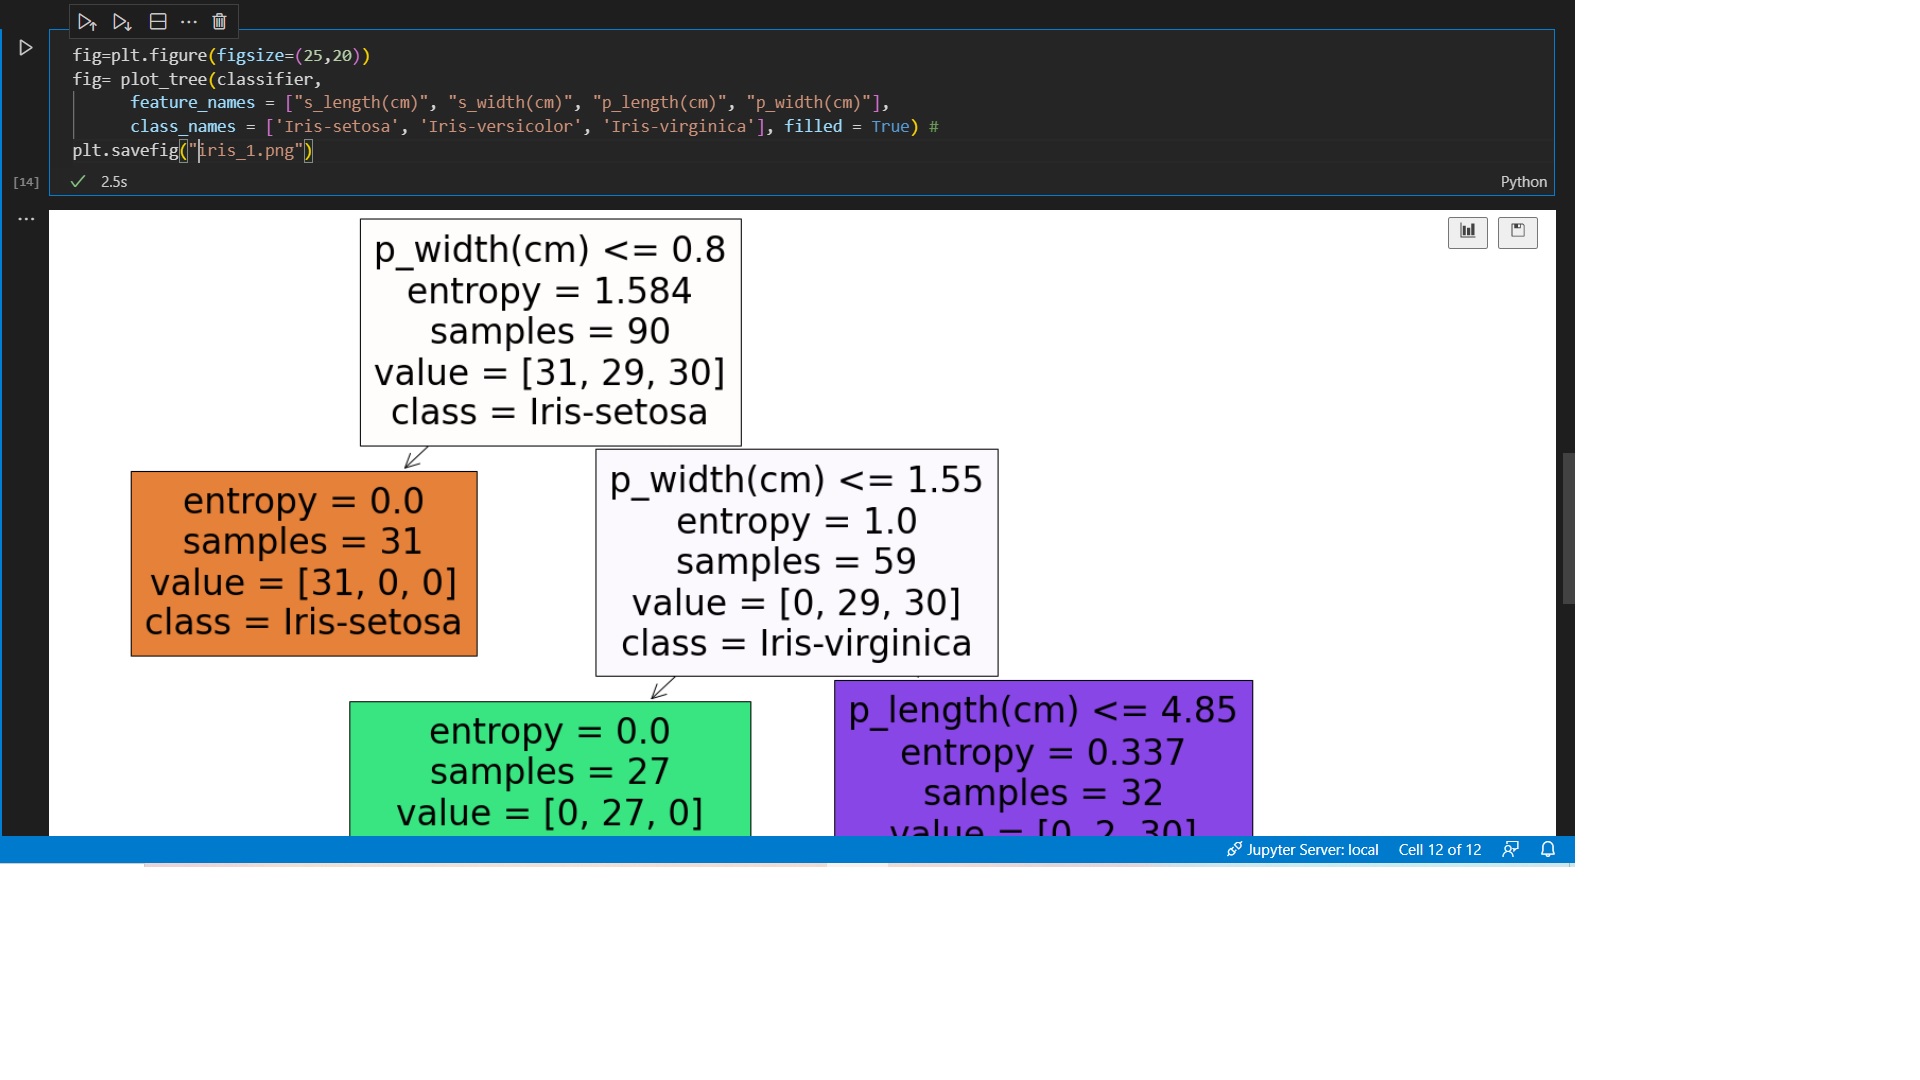 fig=plt.figure(figsize=(25,20))
fig= plot_tree(classifier,
feature_names = ["s_length(cm)", "s_width(cm)", "p_length(cm)", "p_width(cm)"],
class_names = ['Iris-setosa', 'Iris-versicolor', 'Iris-virginica'], filled = True) #
plt.savefig("iris_1.png")
[14]
2.5s
Python
p_width(cm) <= 0.8
entropy = 1.584
samples = 90
value = [31, 29, 30]
class = Iris-setosa
entropy = 0.0
samples = 31
value = [31, 0, 0]
class = Iris-setosa
p_width(cm) <= 1.55
entropy = 1.0
samples = 59
value = [0, 29, 30]
class = Iris-virginica
entropy = 0.0
samples = 27
value = [0, 27, 0]
p_length(cm) <= 4.85
entropy = 0.337
samples = 32
value = [0, 2, 30]
Jupyter Server: local
Cell 12 of 12